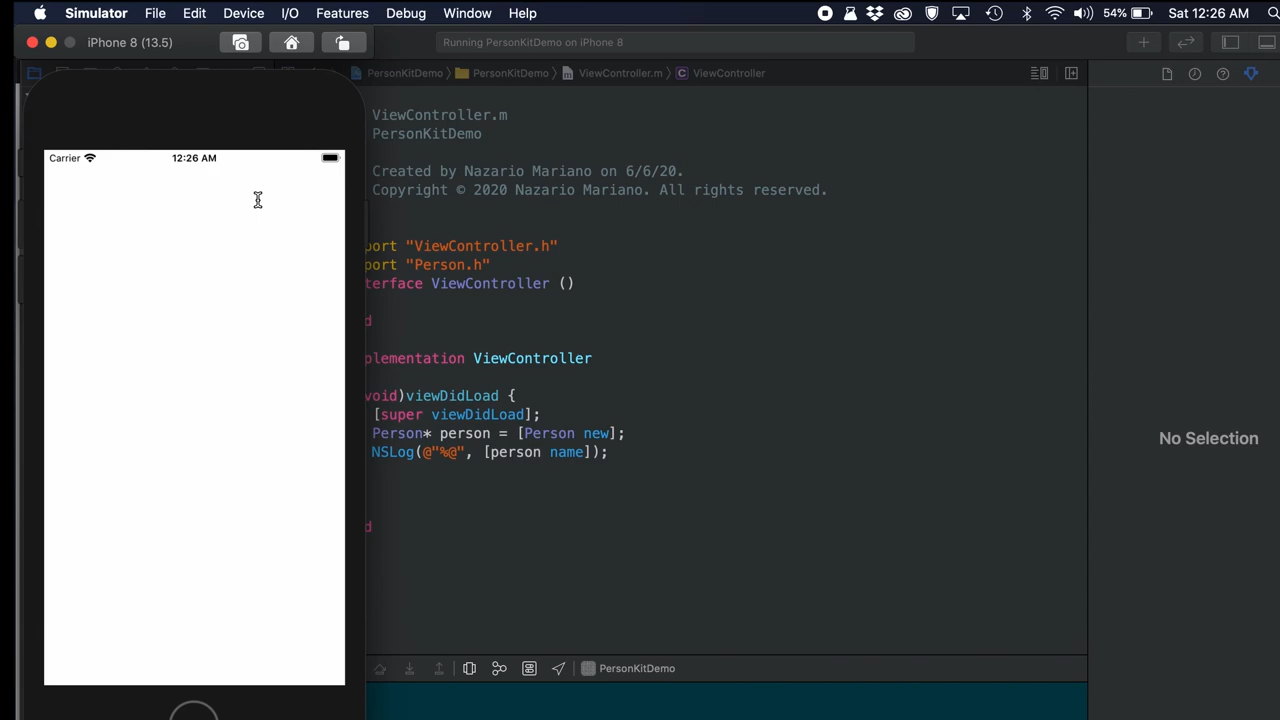 Simulator File Edit Device I/O Features Debug Window Help 54% Sat 12:26 AM
iPhone 8 (13.5) Running PersonKitDemo on iPhone 8
PersonKitDemo PersonKitDemo ViewController.m C ViewController
ViewController.m
PersonKitDemo
Created by Nazario Mariano on 6/6/20.
Copyright © 2020 Nazario Mariano. All rights reserved.
port "ViewController.h"
port "Person.h"
terface ViewController ()
d
plementation ViewController
void)viewDidLoad {
[super viewDidLoad];
Person* person = [Person new];
NSLog(@"%@", [person name]);
d
Carrier 12:26 AM
No Selection
PersonKitDemo